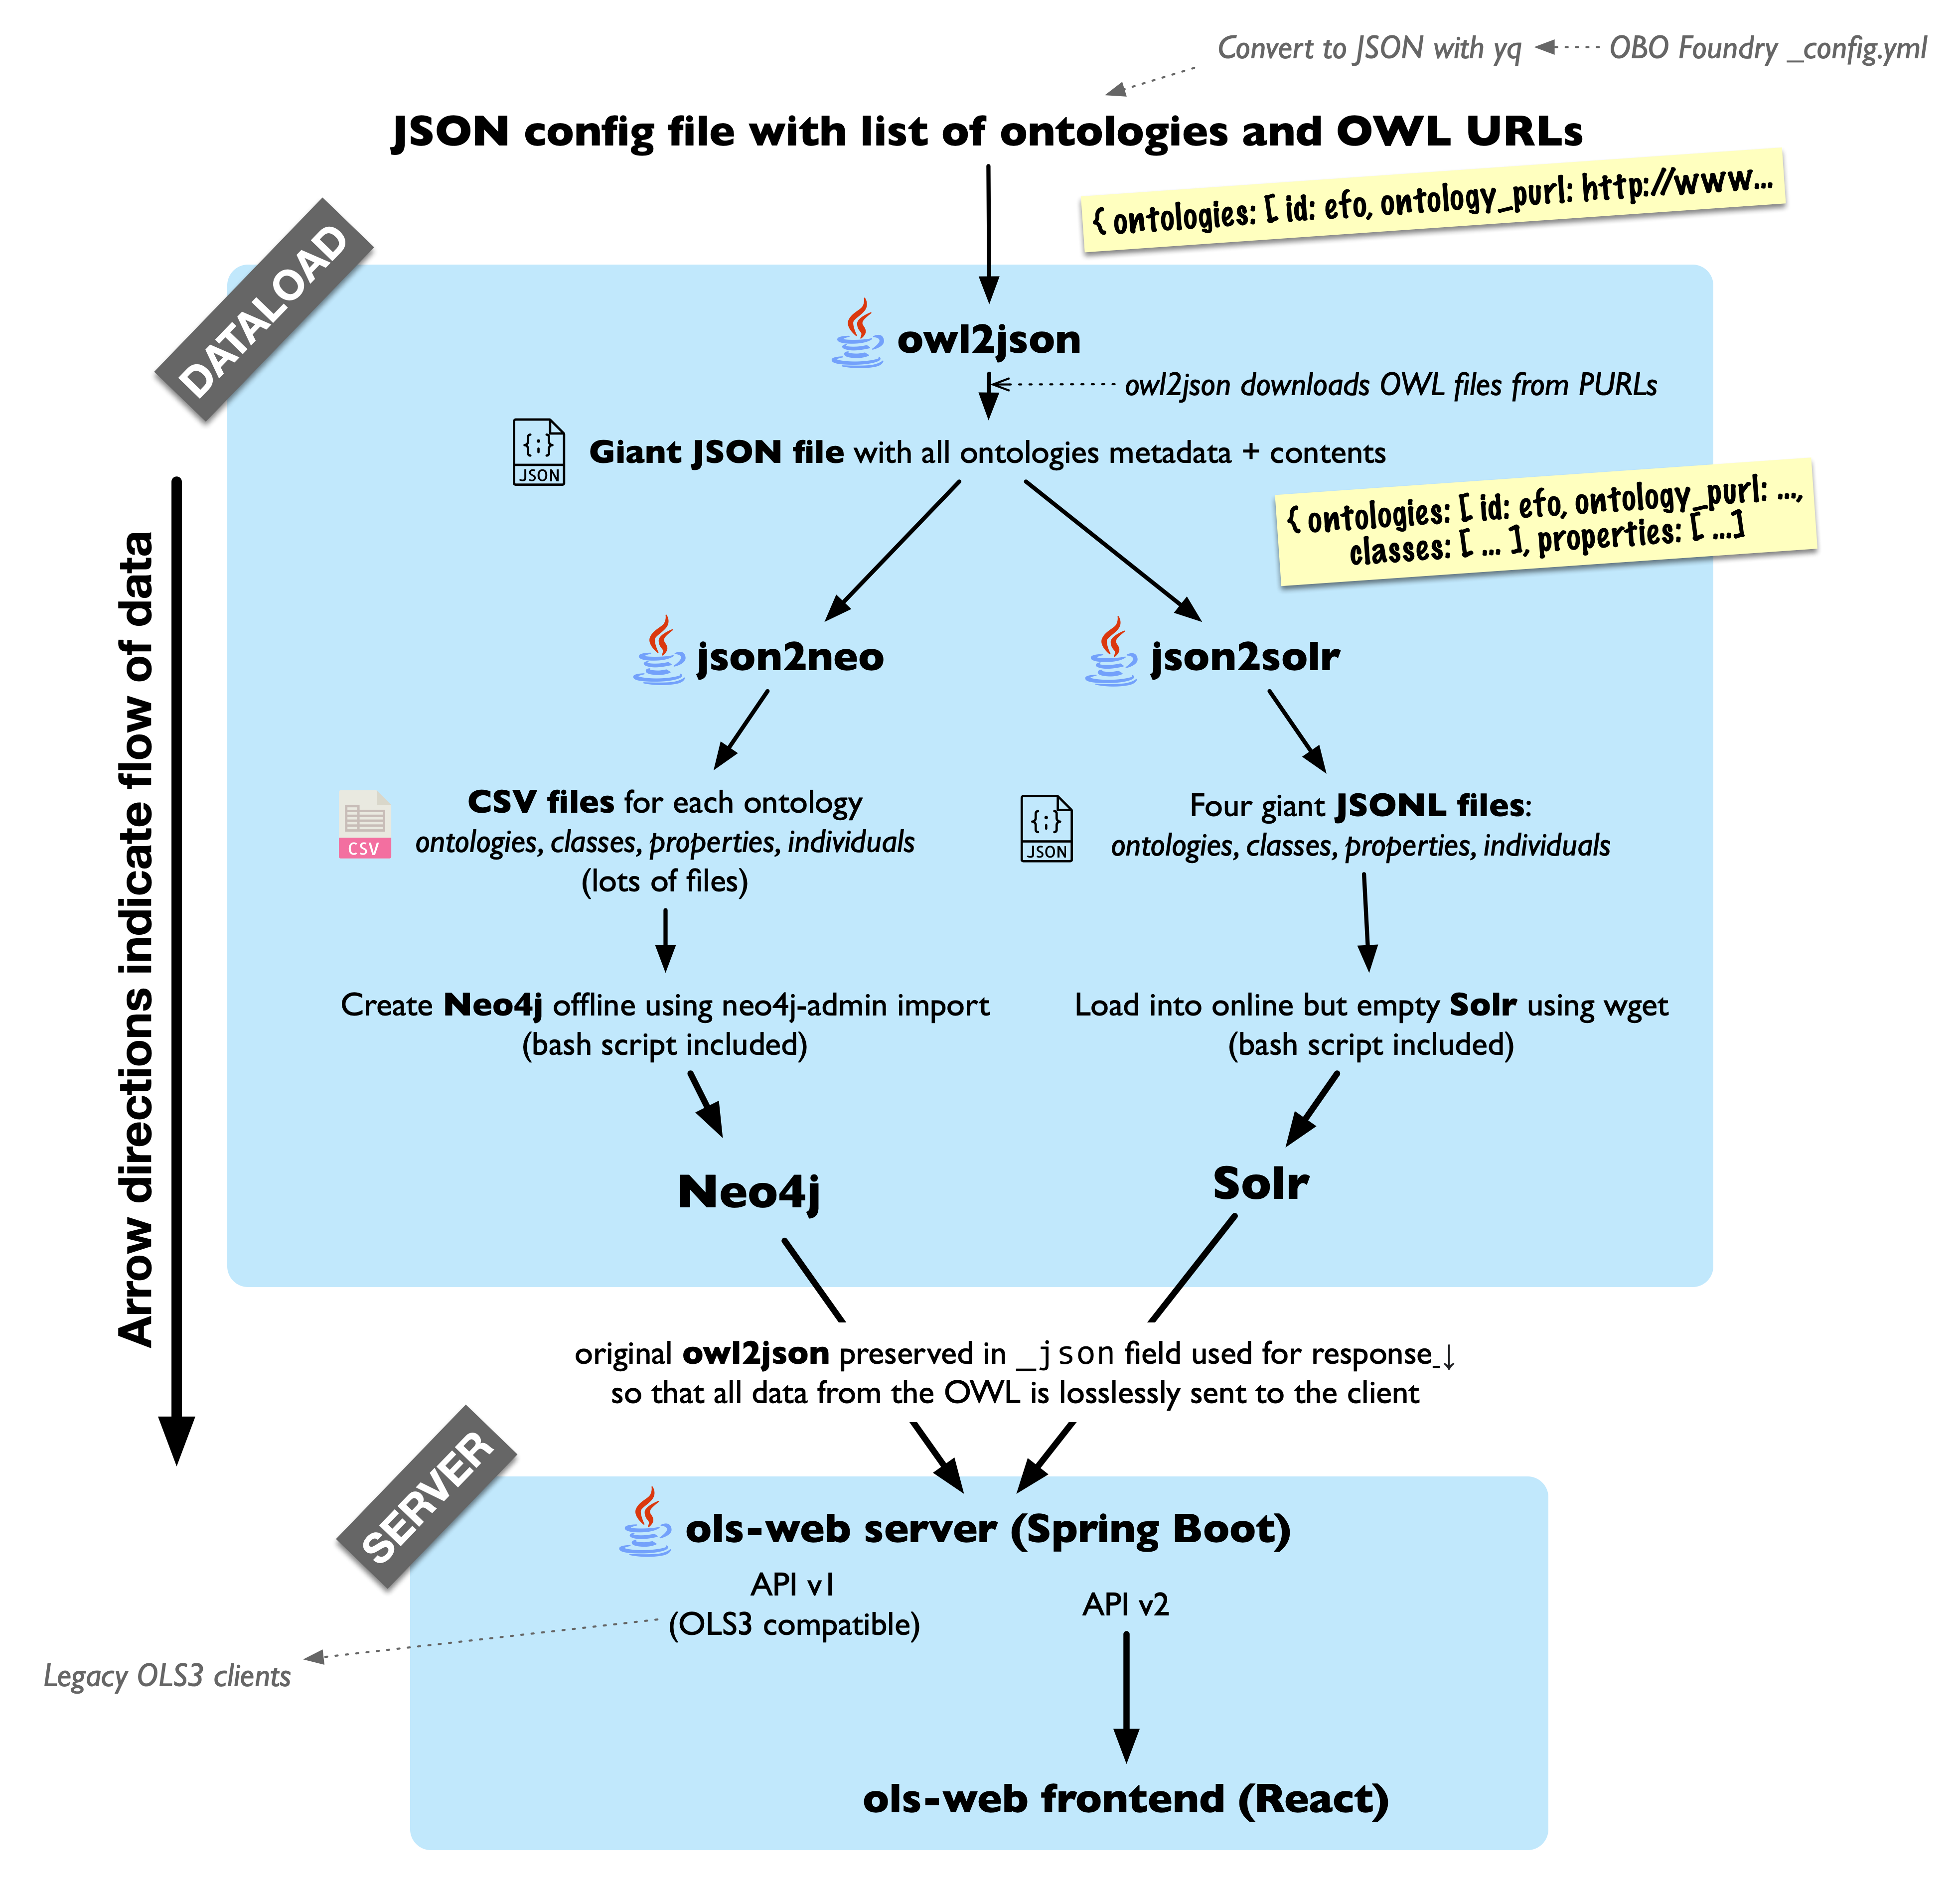 Convert to JSON with yq
OBO Foundry _config.yml
JSON config file with list of ontologies and OWL URLs
{ ontologies: [ id: efo, ontology_purl: http://www...
DATALOAD
owl2json
owl2json downloads OWL files from PURLs
JSON
Giant JSON file with all ontologies metadata + contents
{ ontologies: [ id: efo, ontology_purl: ...,
classes: [ ... ], properties: [ ...]
Arrow directions indicate flow of data
json2neo
json2solr
CSV
CSV files for each ontology
ontologies, classes, properties, individuals
(lots of files)
JSON
Four giant JSONL files:
ontologies, classes, properties, individuals
Create Neo4j offline using neo4j-admin import
(bash script included)
Load into online but empty Solr using wget
(bash script included)
Neo4j
Solr
original owl2json preserved in _json field used for response_↓
so that all data from the OWL is losslessly sent to the client
SERVER
ols-web server (Spring Boot)
API v1
(OLS3 compatible)
API v2
Legacy OLS3 clients
ols-web frontend (React)